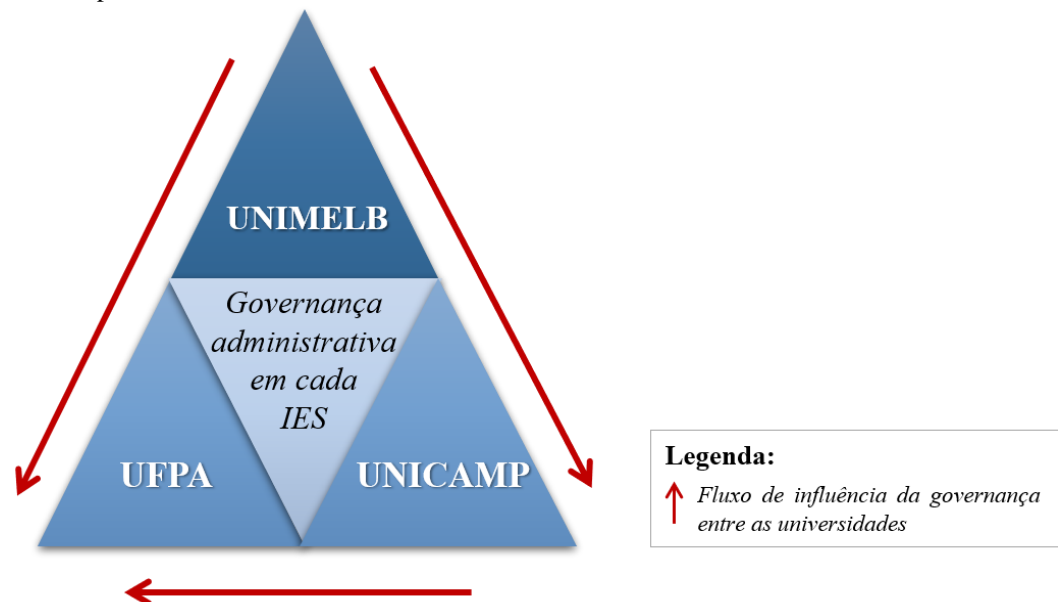 UNIMELB
Governança
administrativa
em cada
IES
UFPA
UNICAMP
Legenda:
Fluxo de influência da governança
entre as universidades